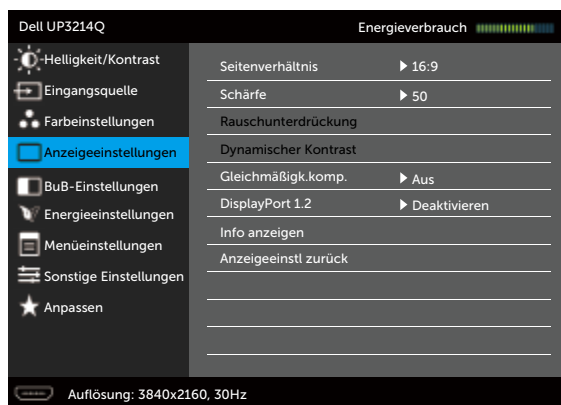 Dell UP3214Q
Energieverbrauch
Helligkeit/Kontrast
Eingangsquelle
Farbeinstellungen
Anzeigeeinstellungen
BuB-Einstellungen
Energieeinstellungen
Menüeinstellungen
Sonstige Einstellungen
Anpassen
Seitenverhältnis 16:9
Schärfe 50
Rauschunterdrückung
Dynamischer Kontrast
Gleichmäßigk.komp. Aus
DisplayPort 1.2 Deaktivieren
Info anzeigen
Anzeigeeinstl zurück
Auflösung: 3840x2160, 30Hz